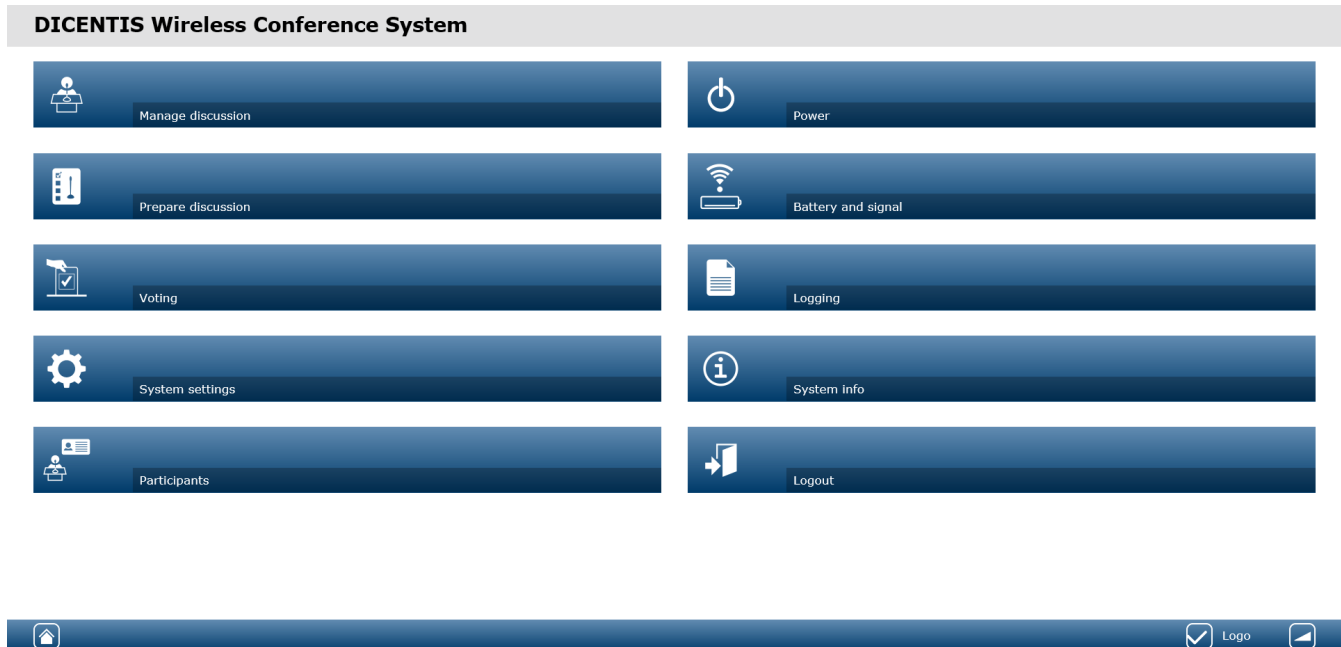 DICENTIS Wireless Conference System
Manage discussion
Power
Prepare discussion
Battery and signal
Voting
Logging
System settings
System info
Participants
Logout
Logo